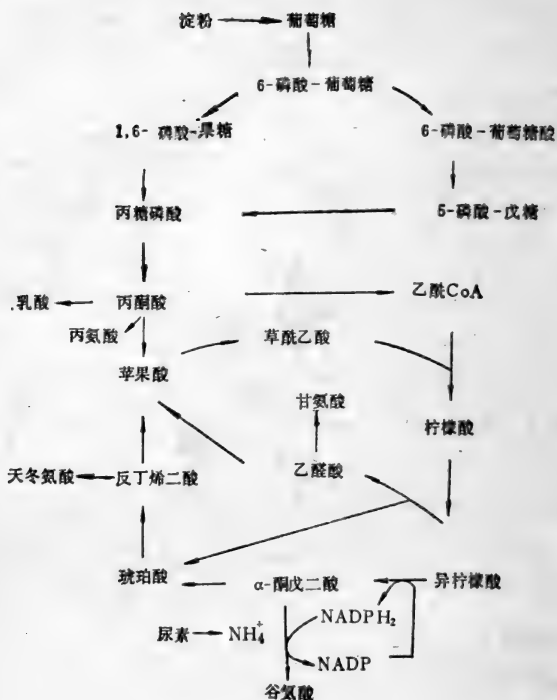 淀粉 葡萄糖
6-磷酸-葡萄糖
1,6-磷酸-果糖 6-磷酸-葡萄糖酸
丙糖磷酸 5-磷酸-戊糖
乳酸 丙酮酸 乙酰CoA
丙氨酸 草酰乙酸
苹果酸
甘氨酸 柠檬酸
天冬氨酸 反丁烯二酸 乙醛酸
琥珀酸 α-酮戊二酸 异柠檬酸
尿素 NH₄⁺ NADPH₂
NADP
谷氨酸